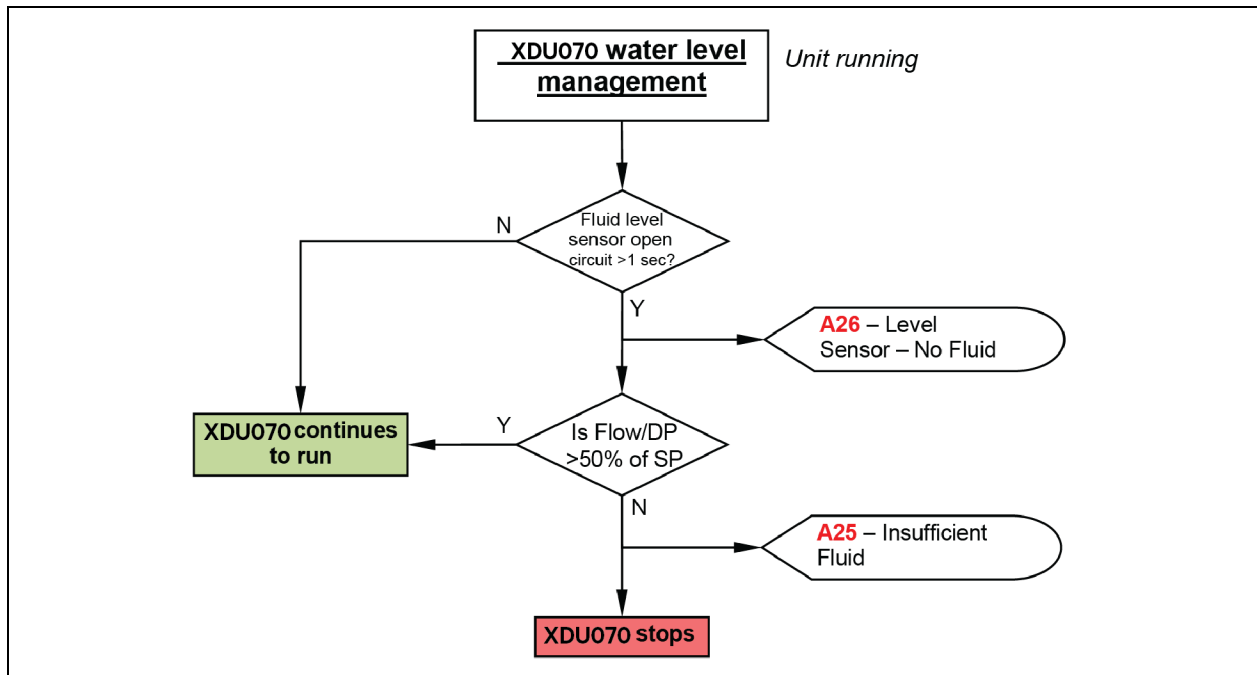 XDU070 water level
management
Unit running
Fluid level
sensor open
circuit >1 sec?
N
Y
A26 – Level
Sensor – No Fluid
XDU070 continues
to run
Y
Is Flow/DP
>50% of SP
N
A25 – Insufficient
Fluid
XDU070 stops